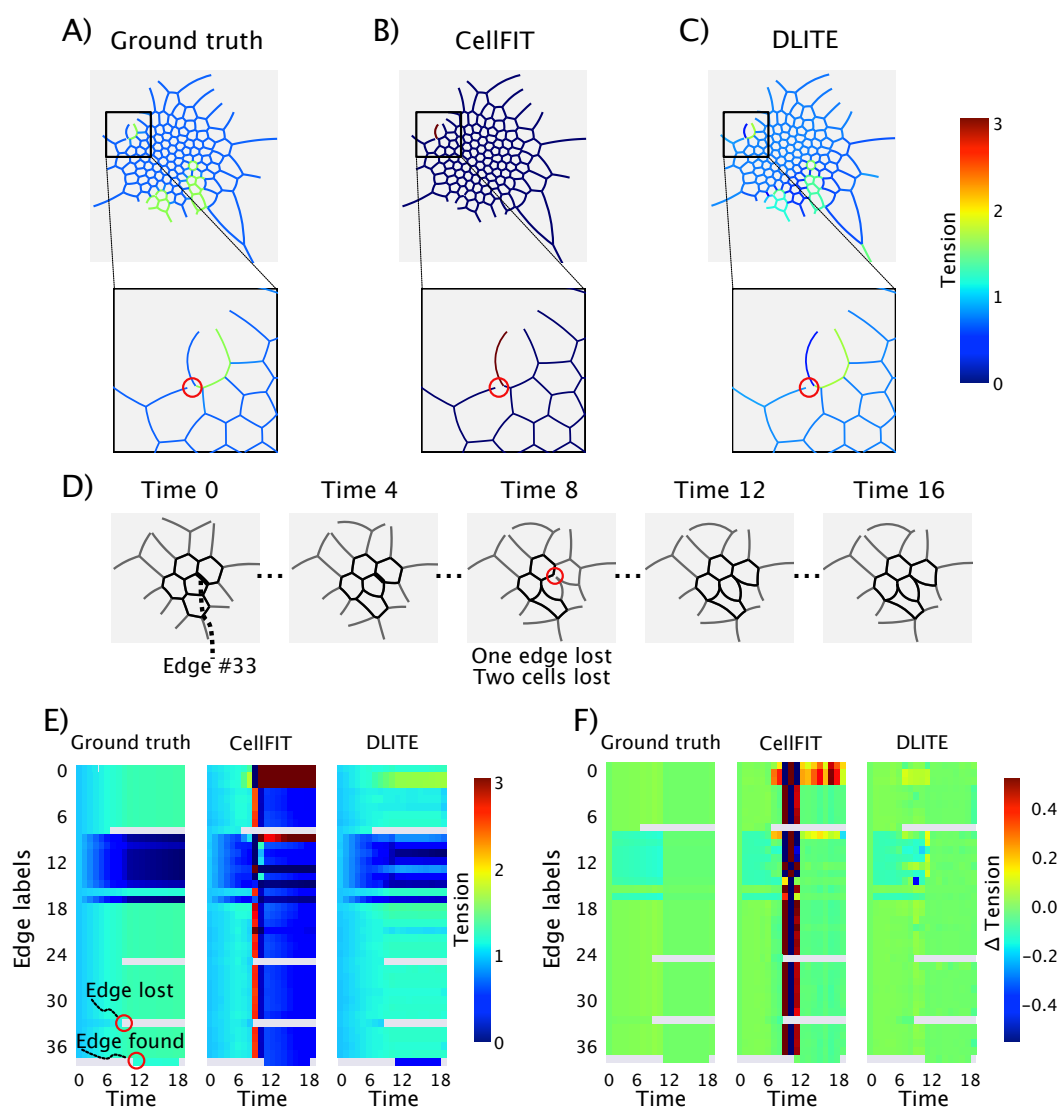 A) B) C)
Ground truth CellFIT DLITE
3
2
1
0
Tension
D) Time 0 Time 4 Time 8 Time 12 Time 16
... ... ... ...
Edge #33
One edge lost
Two cells lost
E) F)
Ground truth CellFIT DLITE
0
6
12
18
24
30
36
Edge labels
Edge lost
Edge found
0 6 12 18 0 6 12 18 0 6 12 18
Time Time Time
3
2
1
0
Tension
Ground truth CellFIT DLITE
0
6
12
18
24
30
36
Edge labels
0 6 12 18 0 6 12 18 0 6 12 18
Time Time Time
0.4
0.2
0.0
−0.2
−0.4
Δ Tension